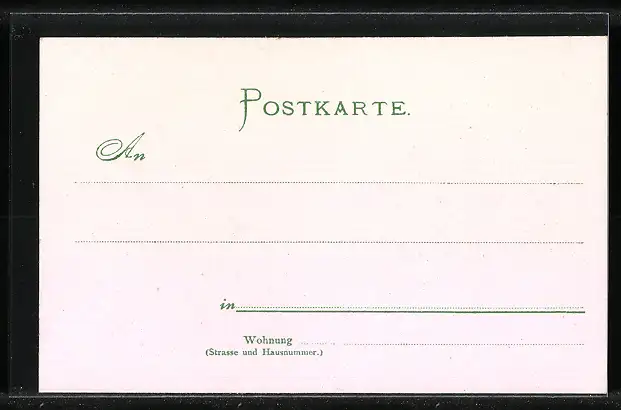 POSTKARTE.
An
in
Wohnung
(Strasse und Hausnummer.)